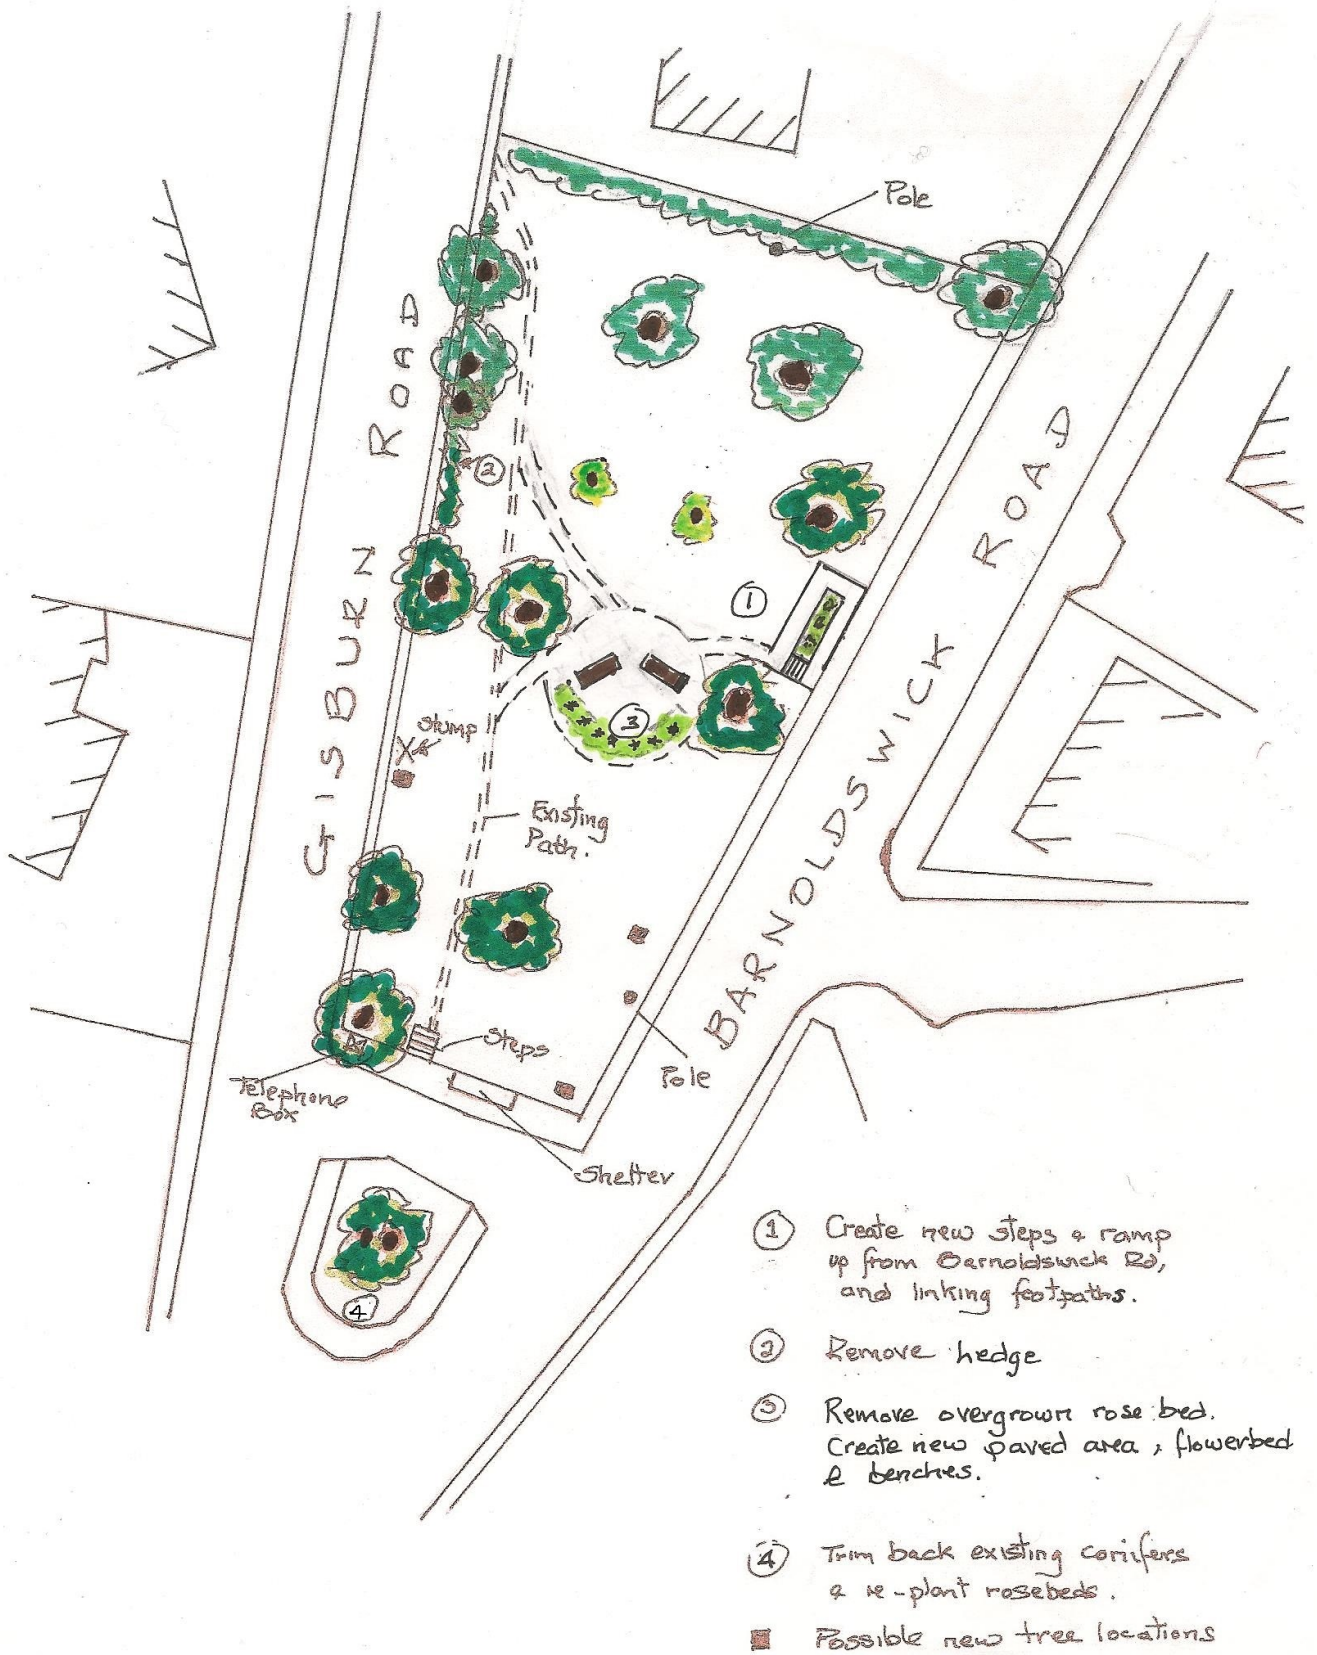 Pole
GISBURN ROAD
BARNOLDSWICK ROAD
2
1
3
Stump
Existing
Path.
Steps
Pole
Telephone
Box
Shelter
4
1 Create new steps & ramp
up from Barnoldswick Rd,
and linking footpaths.
2 Remove hedge
3 Remove overgrown rose bed.
Create new paved area, flowerbed
& benches.
4 Trim back existing conifers
& re-plant rosebeds.
Possible new tree locations